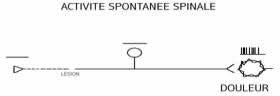 ACTIVITE SPONTANEE SPINALE
LESION
DOULEUR